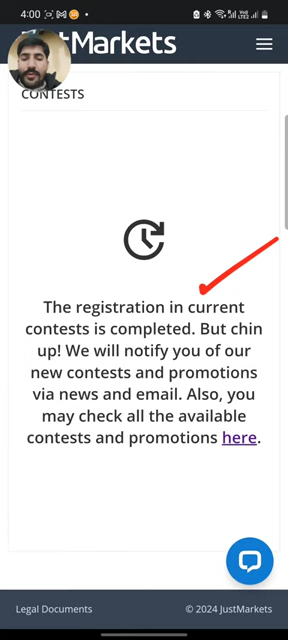 4:00
JustMarkets
CONTESTS
The registration in current
contests is completed. But chin
up! We will notify you of our
new contests and promotions
via news and email. Also, you
may check all the available
contests and promotions here.
Legal Documents
© 2024 JustMarkets